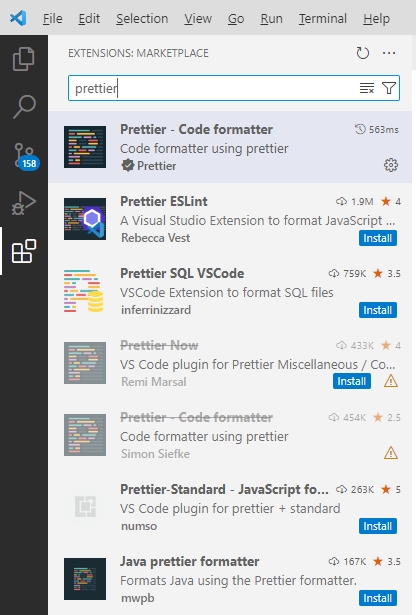 File Edit Selection View Go Run Terminal Help
EXTENSIONS: MARKETPLACE
prettier
Prettier - Code formatter 563ms
Code formatter using prettier
Prettier
158
Prettier ESLint 1.9M 4
A Visual Studio Extension to format JavaScript ...
Rebecca Vest Install
Prettier SQL VSCode 759K 3.5
VSCode Extension to format SQL files
inferrinizzard Install
Prettier Now 433K 4
VS Code plugin for Prettier Miscellaneous / Co...
Remi Marsal Install
Prettier - Code formatter 454K 2.5
Code formatter using prettier
Simon Siefke
Prettier-Standard - JavaScript fo... 263K 5
VS Code plugin for prettier + standard
numso Install
Java prettier formatter 167K 3.5
Formats Java using the Prettier formatter.
mwpb Install